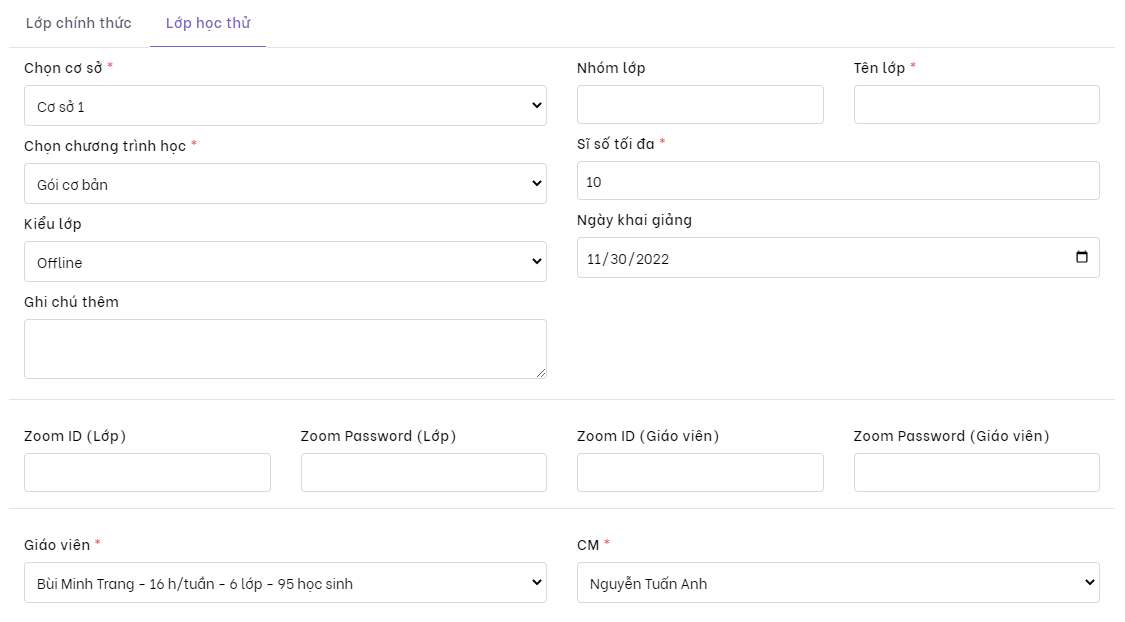 Lớp chính thức Lớp học thử
Chọn cơ sở *
Cơ sở 1
Nhóm lớp
Tên lớp *
Chọn chương trình học *
Gói cơ bản
Sĩ số tối đa *
10
Kiểu lớp
Offline
Ngày khai giảng
11/30/2022
Ghi chú thêm
Zoom ID (Lớp)
Zoom Password (Lớp)
Zoom ID (Giáo viên)
Zoom Password (Giáo viên)
Giáo viên *
Bùi Minh Trang - 16 h/tuần - 6 lớp - 95 học sinh
CM *
Nguyễn Tuấn Anh